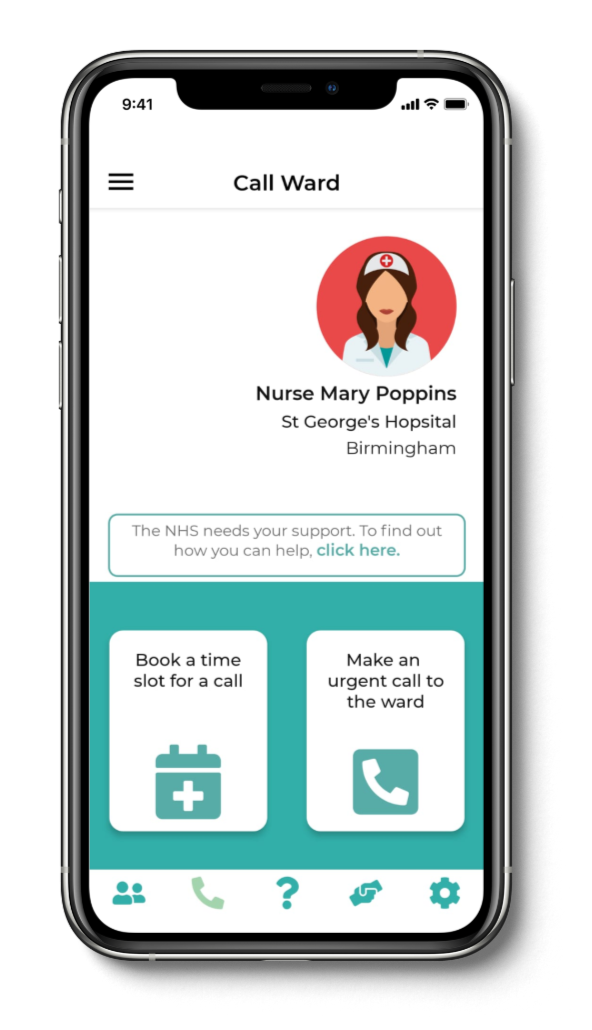 9:41
Call Ward
Nurse Mary Poppins
St George's Hopsital
Birmingham
The NHS needs your support. To find out
how you can help, click here.
Book a time
slot for a call
Make an
urgent call to
the ward
?